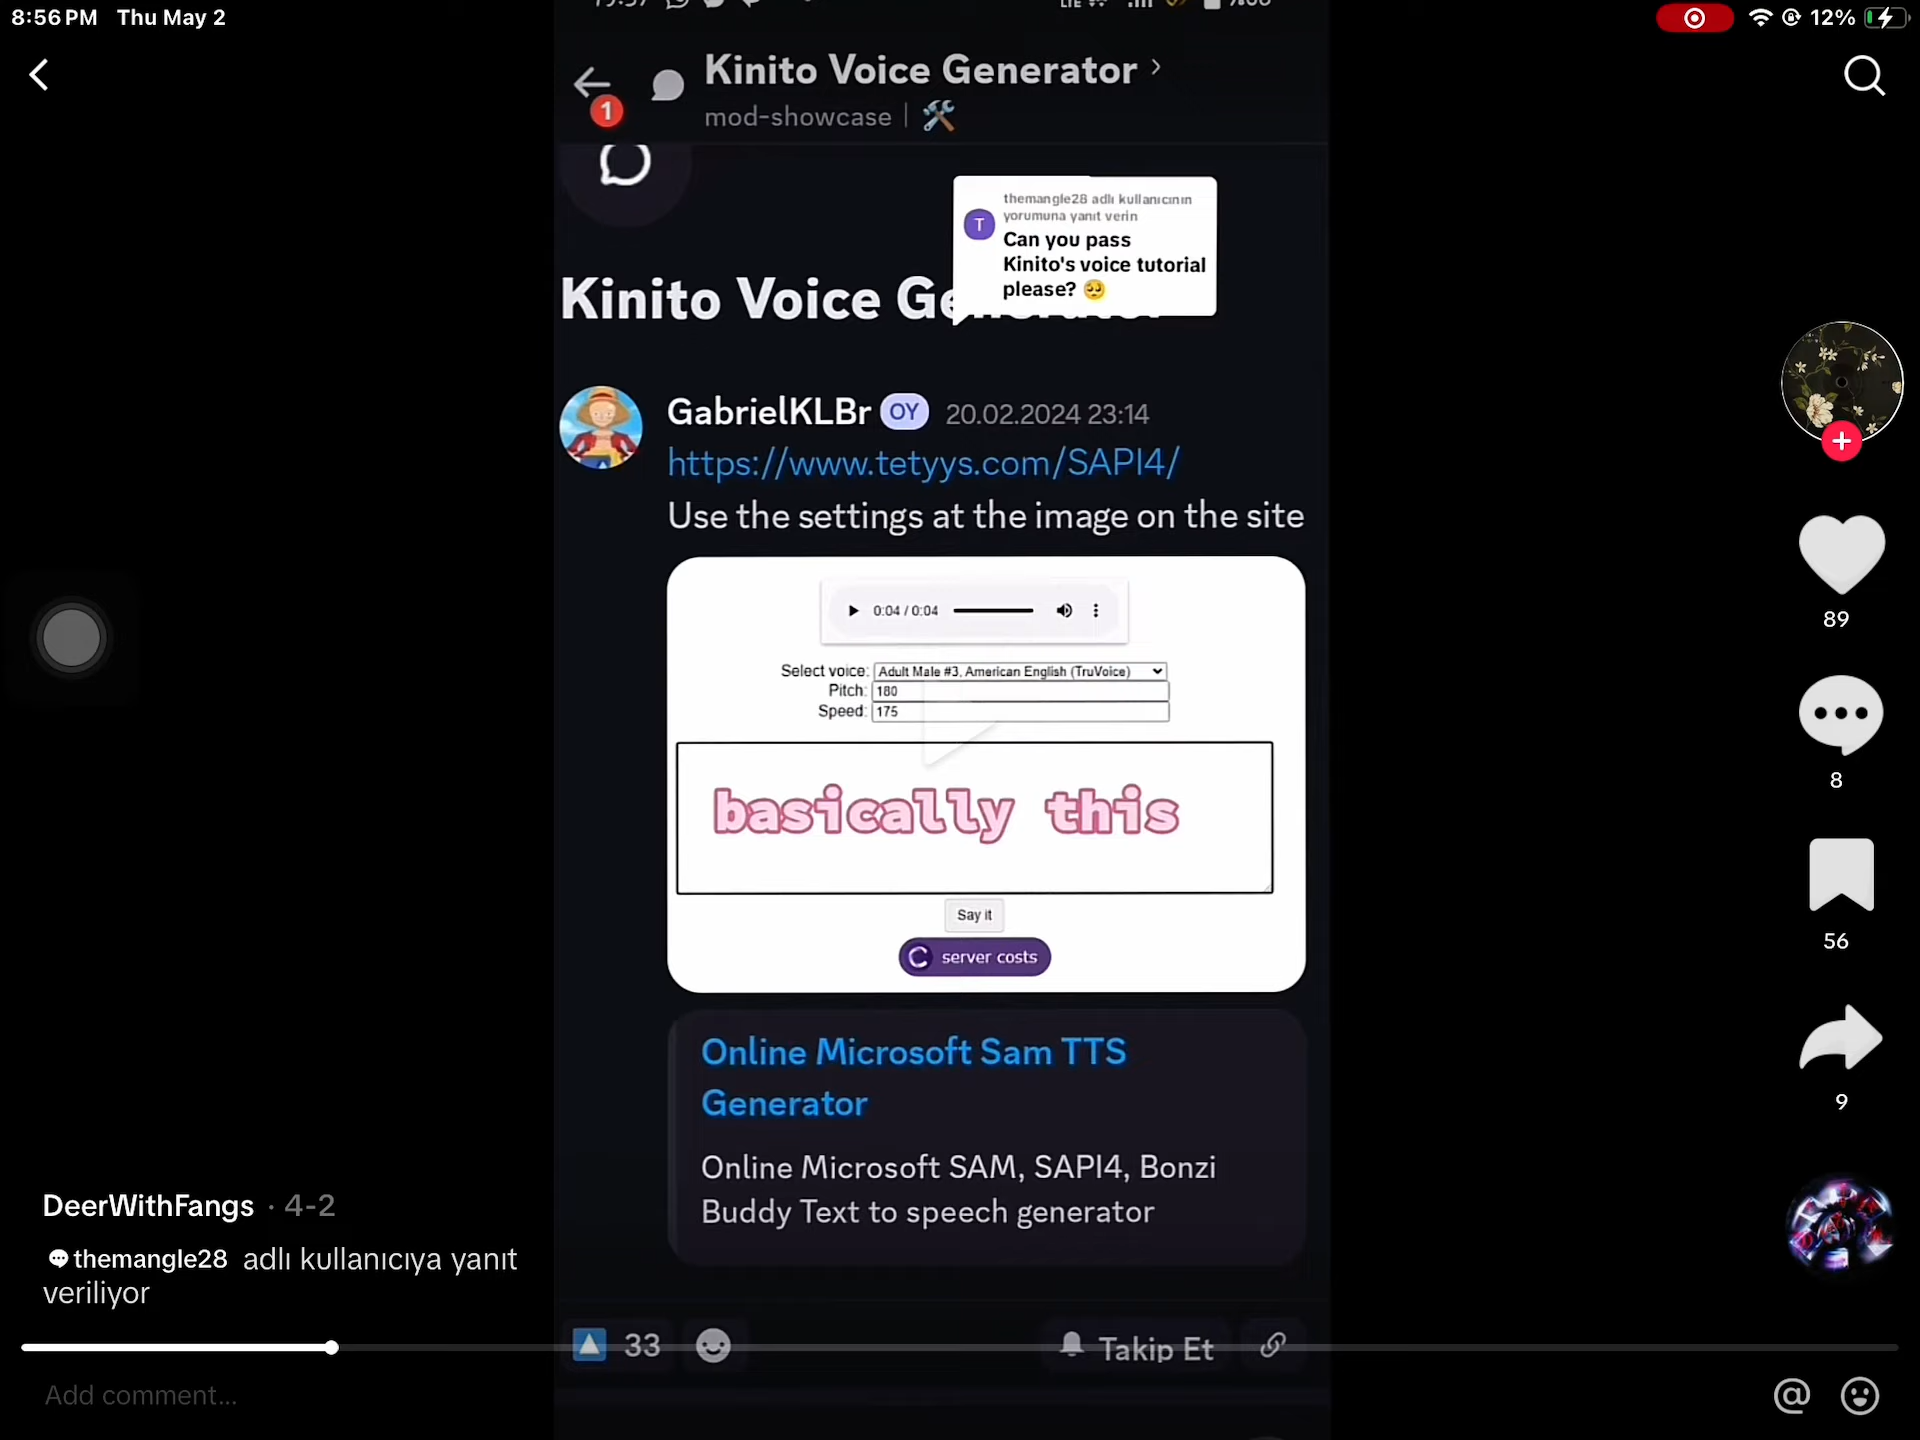 8:56 PM Thu May 2
12%
Kinito Voice Generator ›
1
mod-showcase
themangle28 adlı kullanıcının
yorumuna yanıt verin
T
Can you pass
Kinito's voice tutorial
please? 🥺
Kinito Voice Generator
GabrielKLBr OY 20.02.2024 23:14
https://www.tetyys.com/SAPI4/
Use the settings at the image on the site
0:04 / 0:04
Select voice: Adult Male #3, American English (TruVoice)
Pitch: 180
Speed: 175
basically this
Say it
server costs
Online Microsoft Sam TTS
Generator
Online Microsoft SAM, SAPI4, Bonzi
Buddy Text to speech generator
33
Takip Et
89
8
56
9
DeerWithFangs · 4-2
themangle28 adlı kullanıcıya yanıt
veriliyor
Add comment...